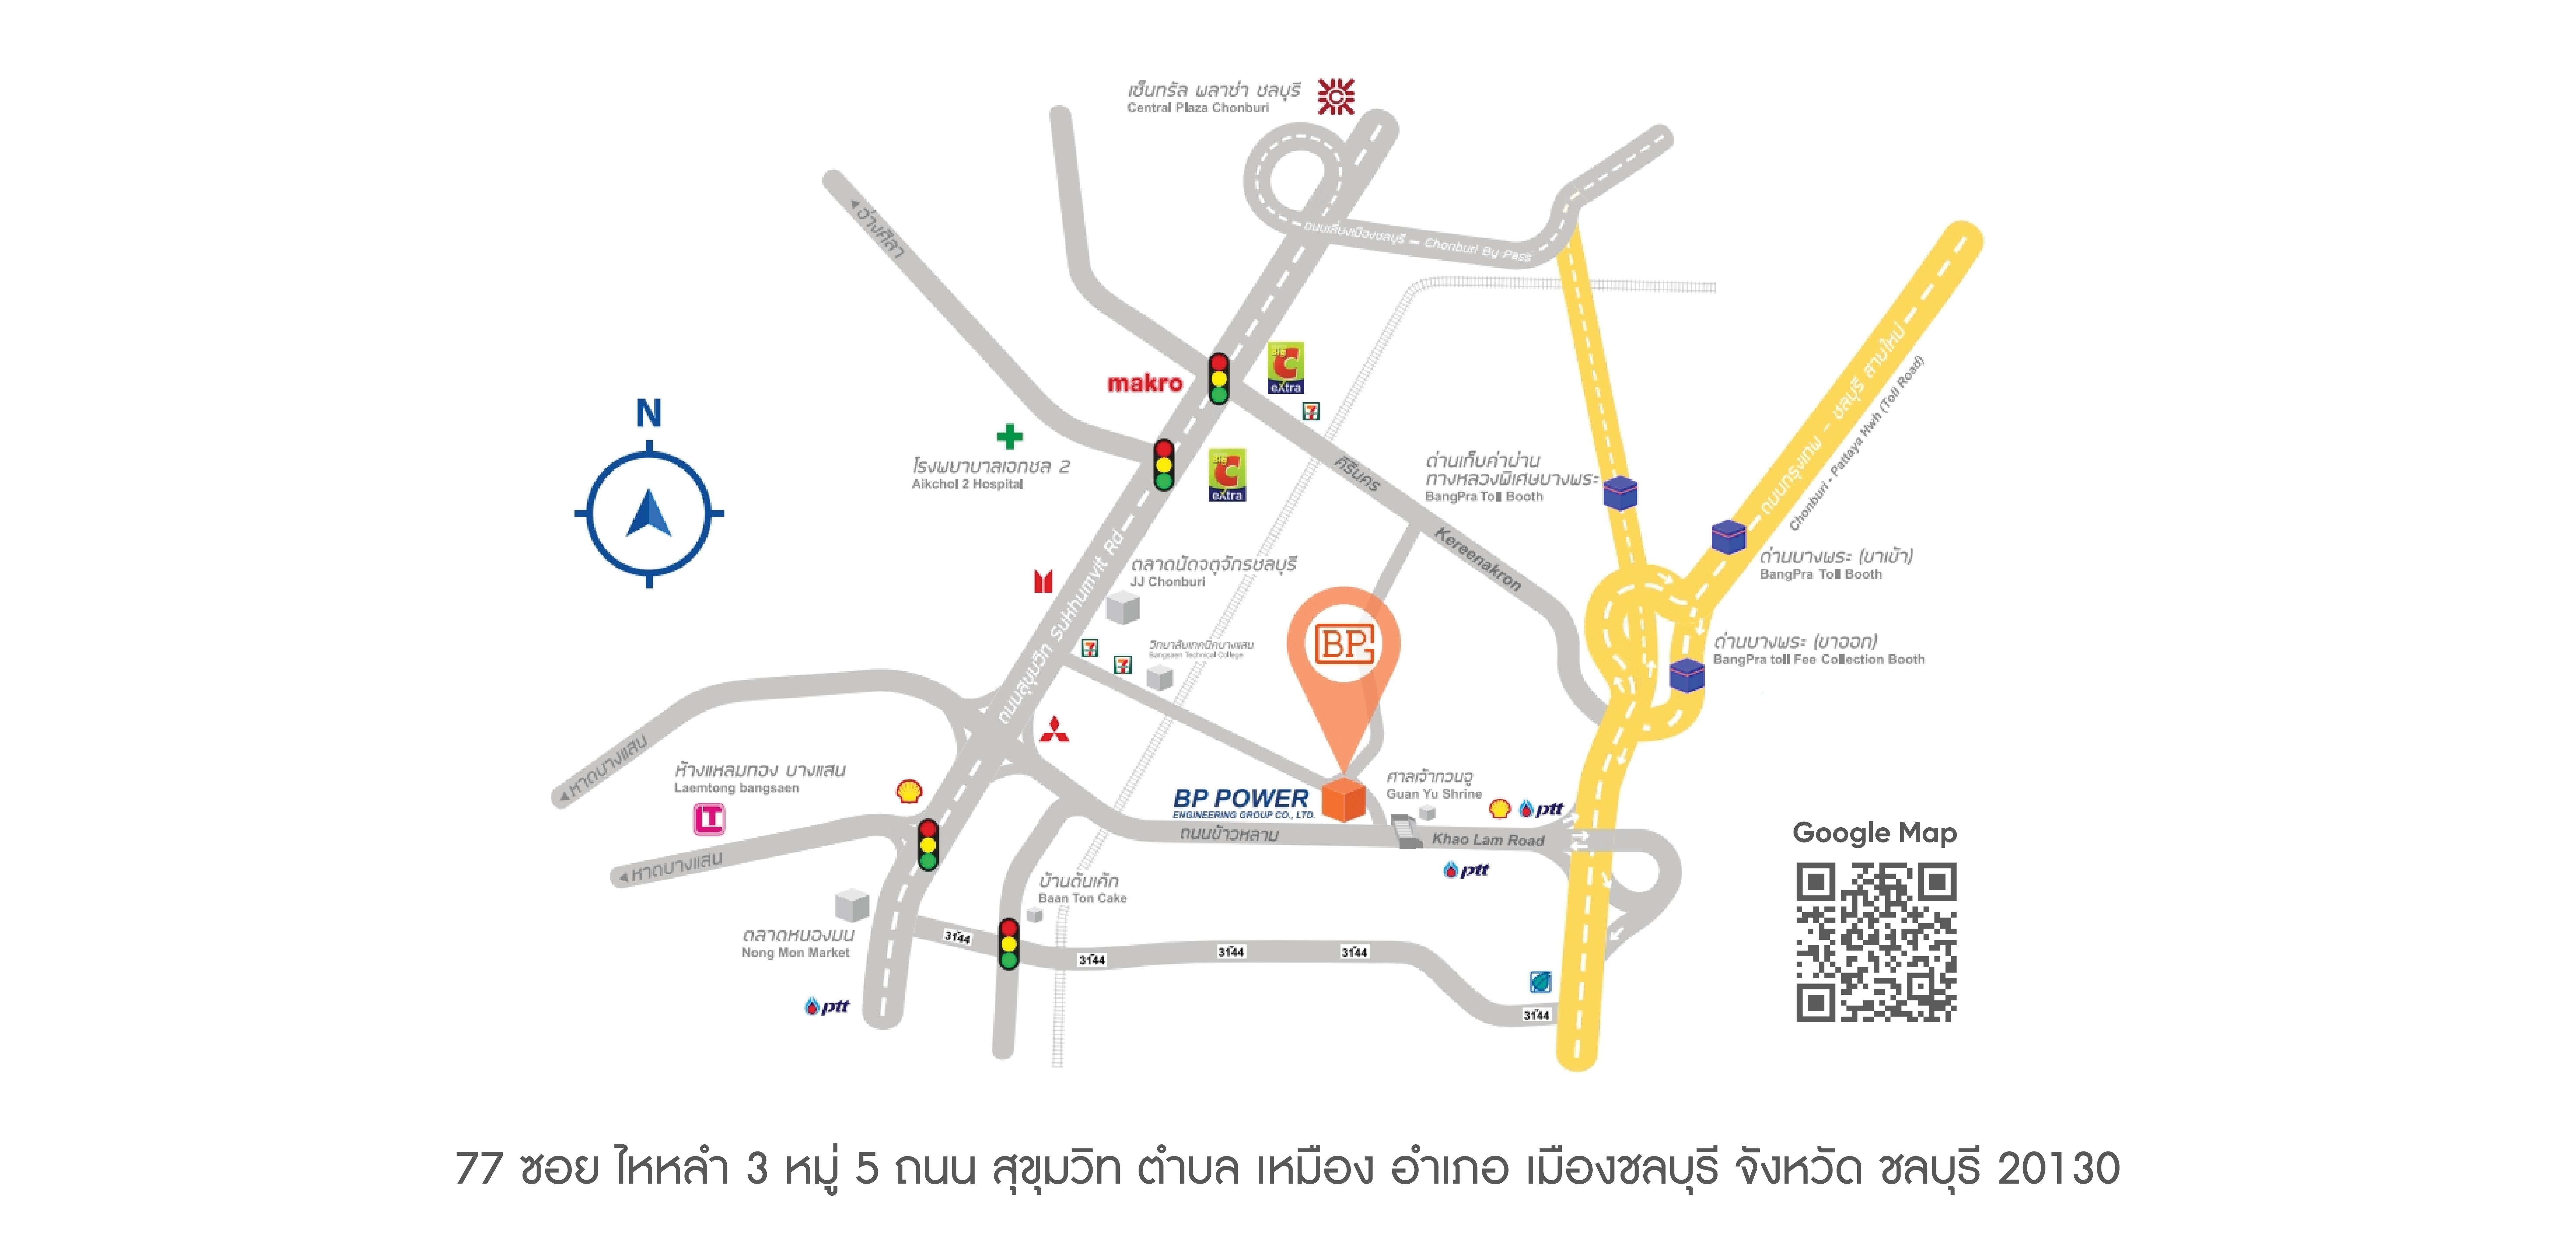 เซ็นทรัล พลาซ่า ชลบุรี
Central Plaza Chonburi
อ่างศิลา
ถนนเลี่ยงเมืองชลบุรี – Chonburi By Pass
makro
Big C extra
7
โรงพยาบาลเอกชล 2
Aikchol 2 Hospital
Big C extra
คีรีนคร
Kereenakron
ด่านเก็บค่าผ่าน
ทางหลวงพิเศษบางพระ
BangPra Toll Booth
ถนนกรุงเทพ – ชลบุรี สายใหม่
Chonburi - Pattaya Hwh (Toll Road)
ด่านบางพระ (ขาเข้า)
BangPra Toll Booth
ด่านบางพระ (ขาออก)
BangPra toll Fee Collection Booth
N
ถนนสุขุมวิท Sukhumvit Rd
ตลาดนัดจตุจักรชลบุรี
JJ Chonburi
7
7
วิทยาลัยเทคนิคบางแสน
Bangsaen Technical College
BPG
หาดบางแสน
ห้างแหลมทอง บางแสน
Laemtong bangsaen
LT
หาดบางแสน
BP POWER
ENGINEERING GROUP CO., LTD.
ศาลเจ้ากวนอู
Guan Yu Shrine
ptt
ถนนข้าวหลาม
Khao Lam Road
ptt
บ้านต้นเค้ก
Baan Ton Cake
ตลาดหนองมน
Nong Mon Market
ptt
3144
3144
3144
3144
3144
Google Map
77 ซอย ไหหลำ 3 หมู่ 5 ถนน สุขุมวิท ตำบล เหมือง อำเภอ เมืองชลบุรี จังหวัด ชลบุรี 20130